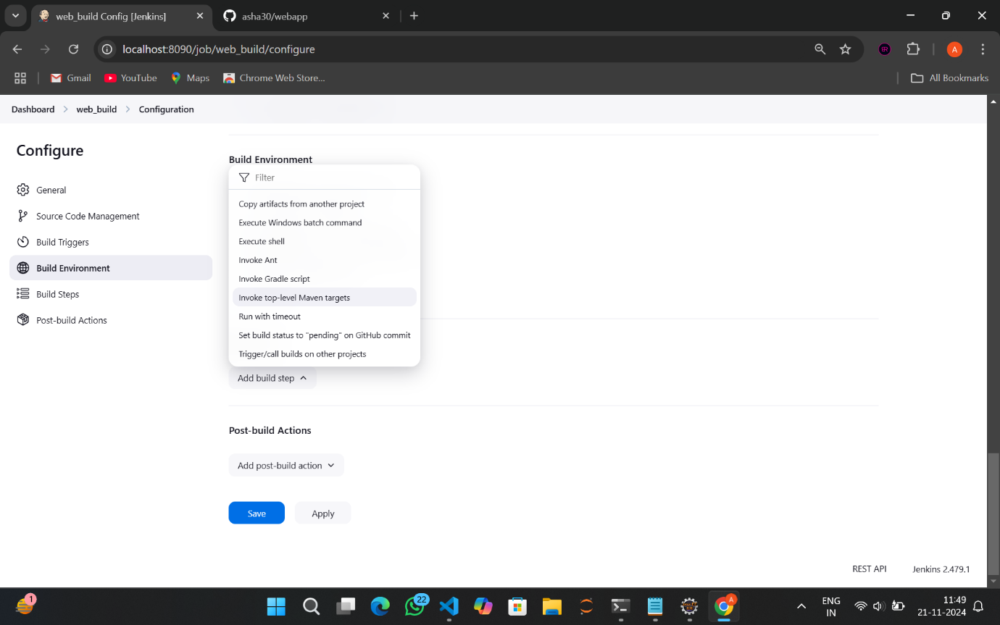 web_build Config [Jenkins]
asha30/webapp
localhost:8090/job/web_build/configure
A
Gmail
YouTube
Maps
Chrome Web Store...
All Bookmarks
Dashboard > web_build > Configuration
Configure
General
Source Code Management
Build Triggers
Build Environment
Build Steps
Post-build Actions
Build Environment
Filter
Copy artifacts from another project
Execute Windows batch command
Execute shell
Invoke Ant
Invoke Gradle script
Invoke top-level Maven targets
Run with timeout
Set build status to "pending" on GitHub commit
Trigger/call builds on other projects
Add build step
Post-build Actions
Add post-build action
Save
Apply
REST API
Jenkins 2.479.1
1
22
A
ENG
IN
11:49
21-11-2024